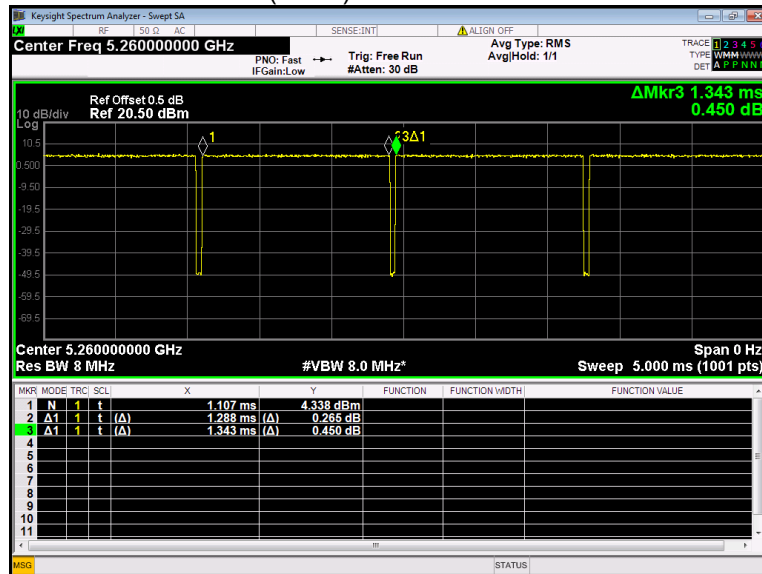 Keysight Spectrum Analyzer - Swept SA
RF 50 Ω AC SENSE:INT ALIGN OFF
Center Freq 5.260000000 GHz
PNO: Fast
IFGain:Low
Trig: Free Run
#Atten: 30 dB
Avg Type: RMS
Avg|Hold: 1/1
TRACE 1 2 3 4 5
TYPE
DET A P P N N
ΔMkr3 1.343 ms
0.450 dB
Ref Offset 0.5 dB
10 dB/div Ref 20.50 dBm
Log
10.5
0.500
-9.50
-19.5
-29.5
-39.5
-49.5
-59.5
-69.5
1
3Δ1
Center 5.260000000 GHz Span 0 Hz
Res BW 8 MHz #VBW 8.0 MHz* Sweep 5.000 ms (1001 pts)
MKR MODE TRC SCL X Y FUNCTION FUNCTION WIDTH FUNCTION VALUE
1 N 1 t 1.107 ms 4.338 dBm
2 Δ1 1 t (Δ) 1.288 ms (Δ) 0.265 dB
3 Δ1 1 t (Δ) 1.343 ms (Δ) 0.450 dB
4
5
6
7
8
9
10
11
MSG STATUS